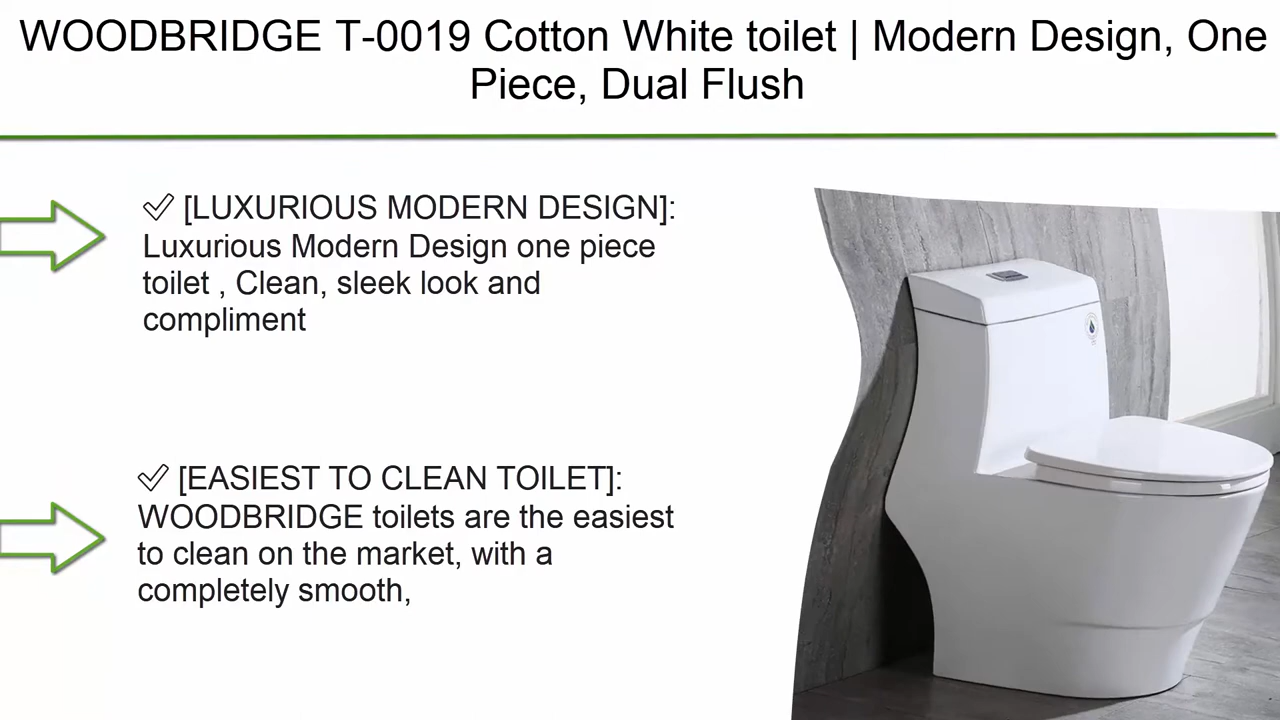 WOODBRIDGE T-0019 Cotton White toilet | Modern Design, One
Piece, Dual Flush
✓ [LUXURIOUS MODERN DESIGN]:
Luxurious Modern Design one piece
toilet , Clean, sleek look and
compliment
✓ [EASIEST TO CLEAN TOILET]:
WOODBRIDGE toilets are the easiest
to clean on the market, with a
completely smooth,